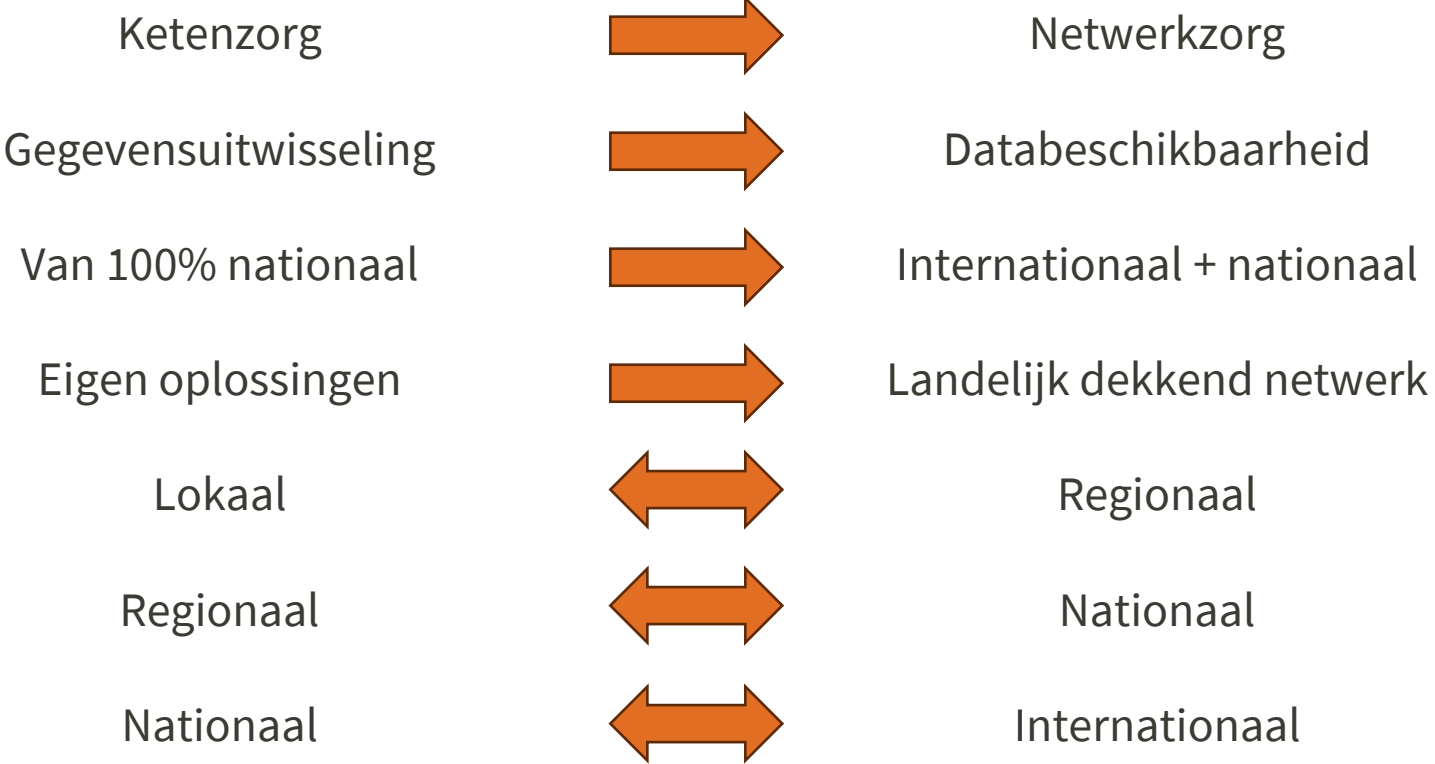 Ketenzorg Netwerkzorg
Gegevensuitwisseling Databeschikbaarheid
Van 100% nationaal Internationaal + nationaal
Eigen oplossingen Landelijk dekkend netwerk
Lokaal Regionaal
Regionaal Nationaal
Nationaal Internationaal